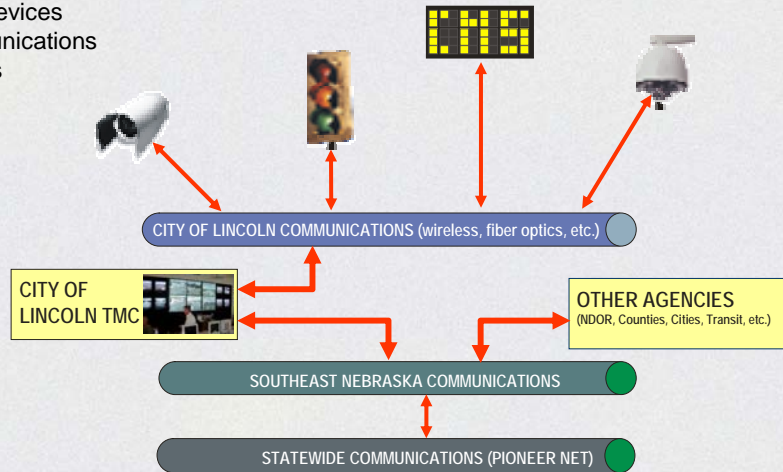 evices
unications
s
CMS
CITY OF LINCOLN COMMUNICATIONS (wireless, fiber optics, etc.)
CITY OF
LINCOLN TMC
OTHER AGENCIES
(NDOR, Counties, Cities, Transit, etc.)
SOUTHEAST NEBRASKA COMMUNICATIONS
STATEWIDE COMMUNICATIONS (PIONEER NET)